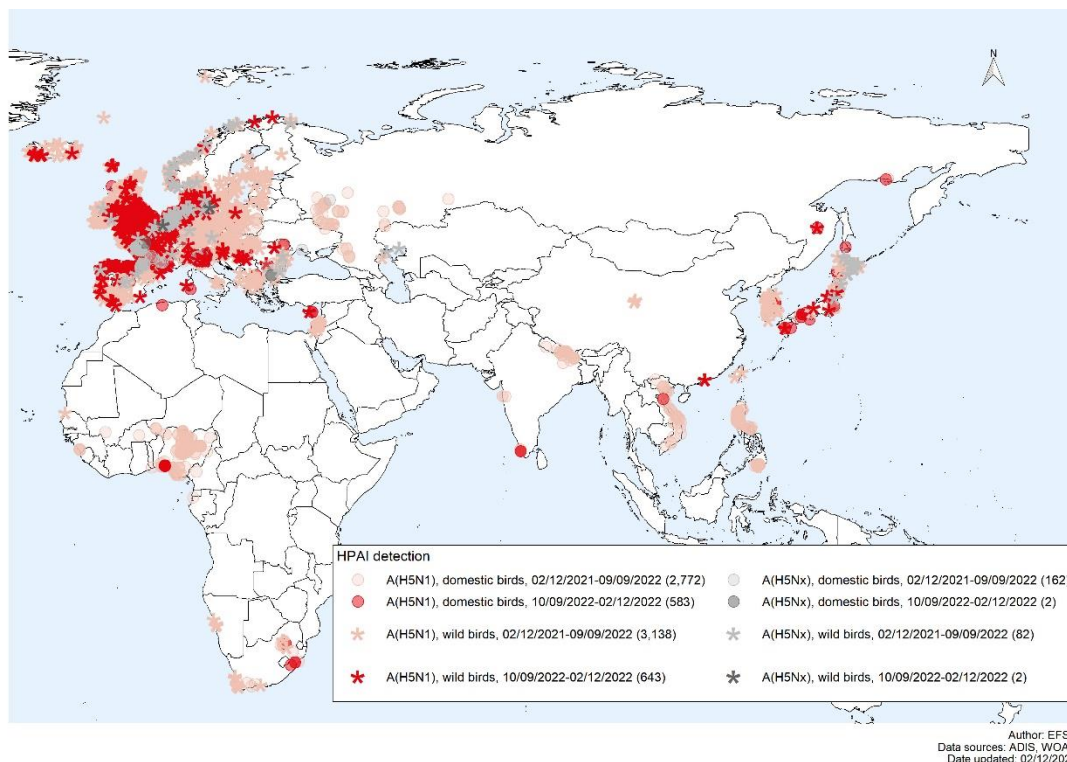 N
HPAI detection
A(H5N1), domestic birds, 02/12/2021-09/09/2022 (2,772)
A(H5Nx), domestic birds, 02/12/2021-09/09/2022 (162
A(H5N1), domestic birds, 10/09/2022-02/12/2022 (583)
A(H5Nx), domestic birds, 10/09/2022-02/12/2022 (2)
A(H5N1), wild birds, 02/12/2021-09/09/2022 (3,138)
A(H5Nx), wild birds, 02/12/2021-09/09/2022 (82)
A(H5N1), wild birds, 10/09/2022-02/12/2022 (643)
A(H5Nx), wild birds, 10/09/2022-02/12/2022 (2)
Author: EFS
Data sources: ADIS, WOA
Date updated: 02/12/202